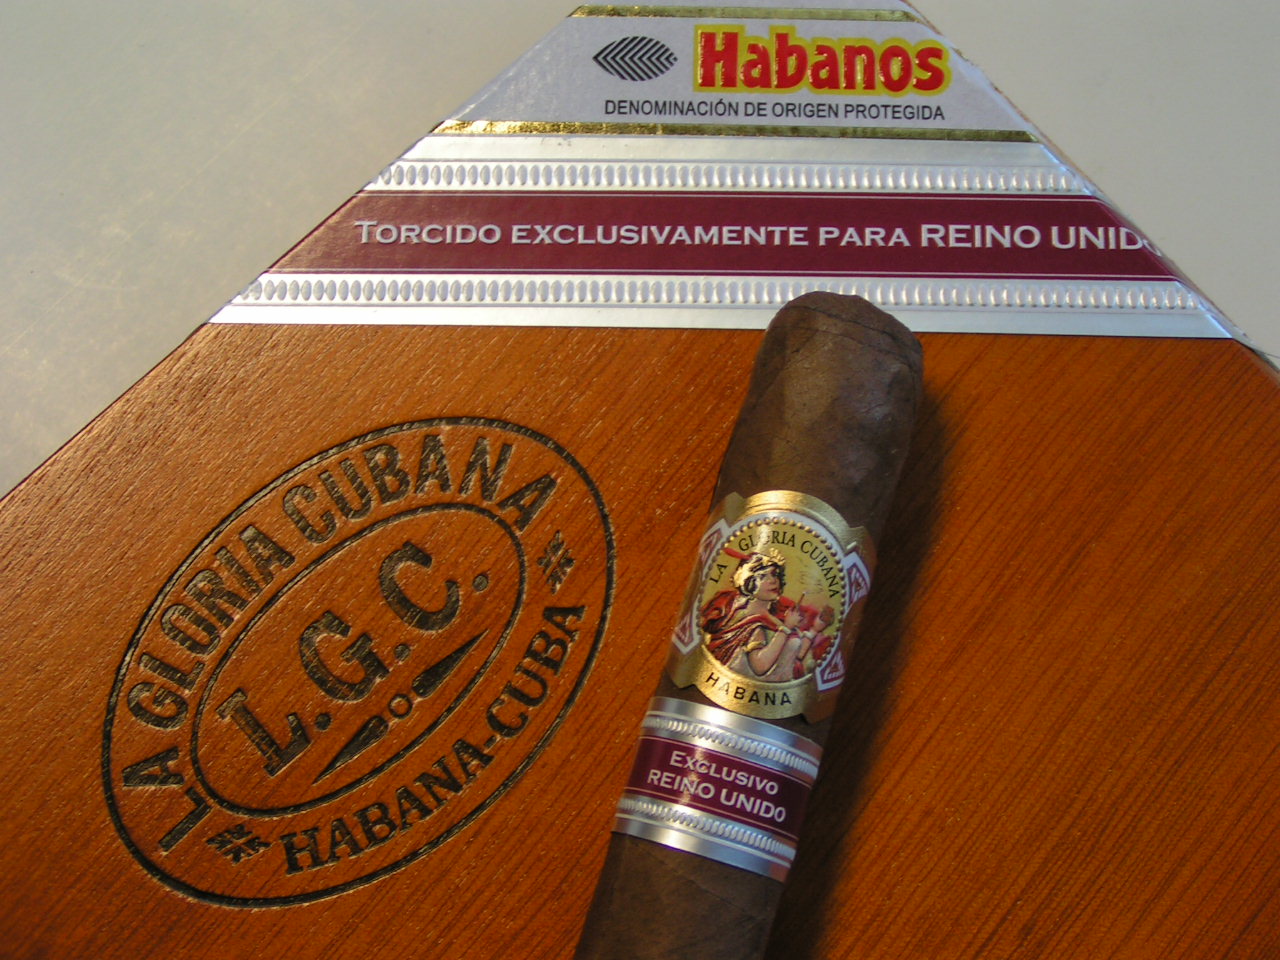 Habanos
DENOMINACIÓN DE ORIGEN PROTEGIDA
TORCIDO EXCLUSIVAMENTE PARA REINO UNIDO
LA GLORIA CUBANA
L.G.C.
HABANA-CUBA
LA GLORIA CUBANA
HABANA
EXCLUSIVO
REINO UNIDO